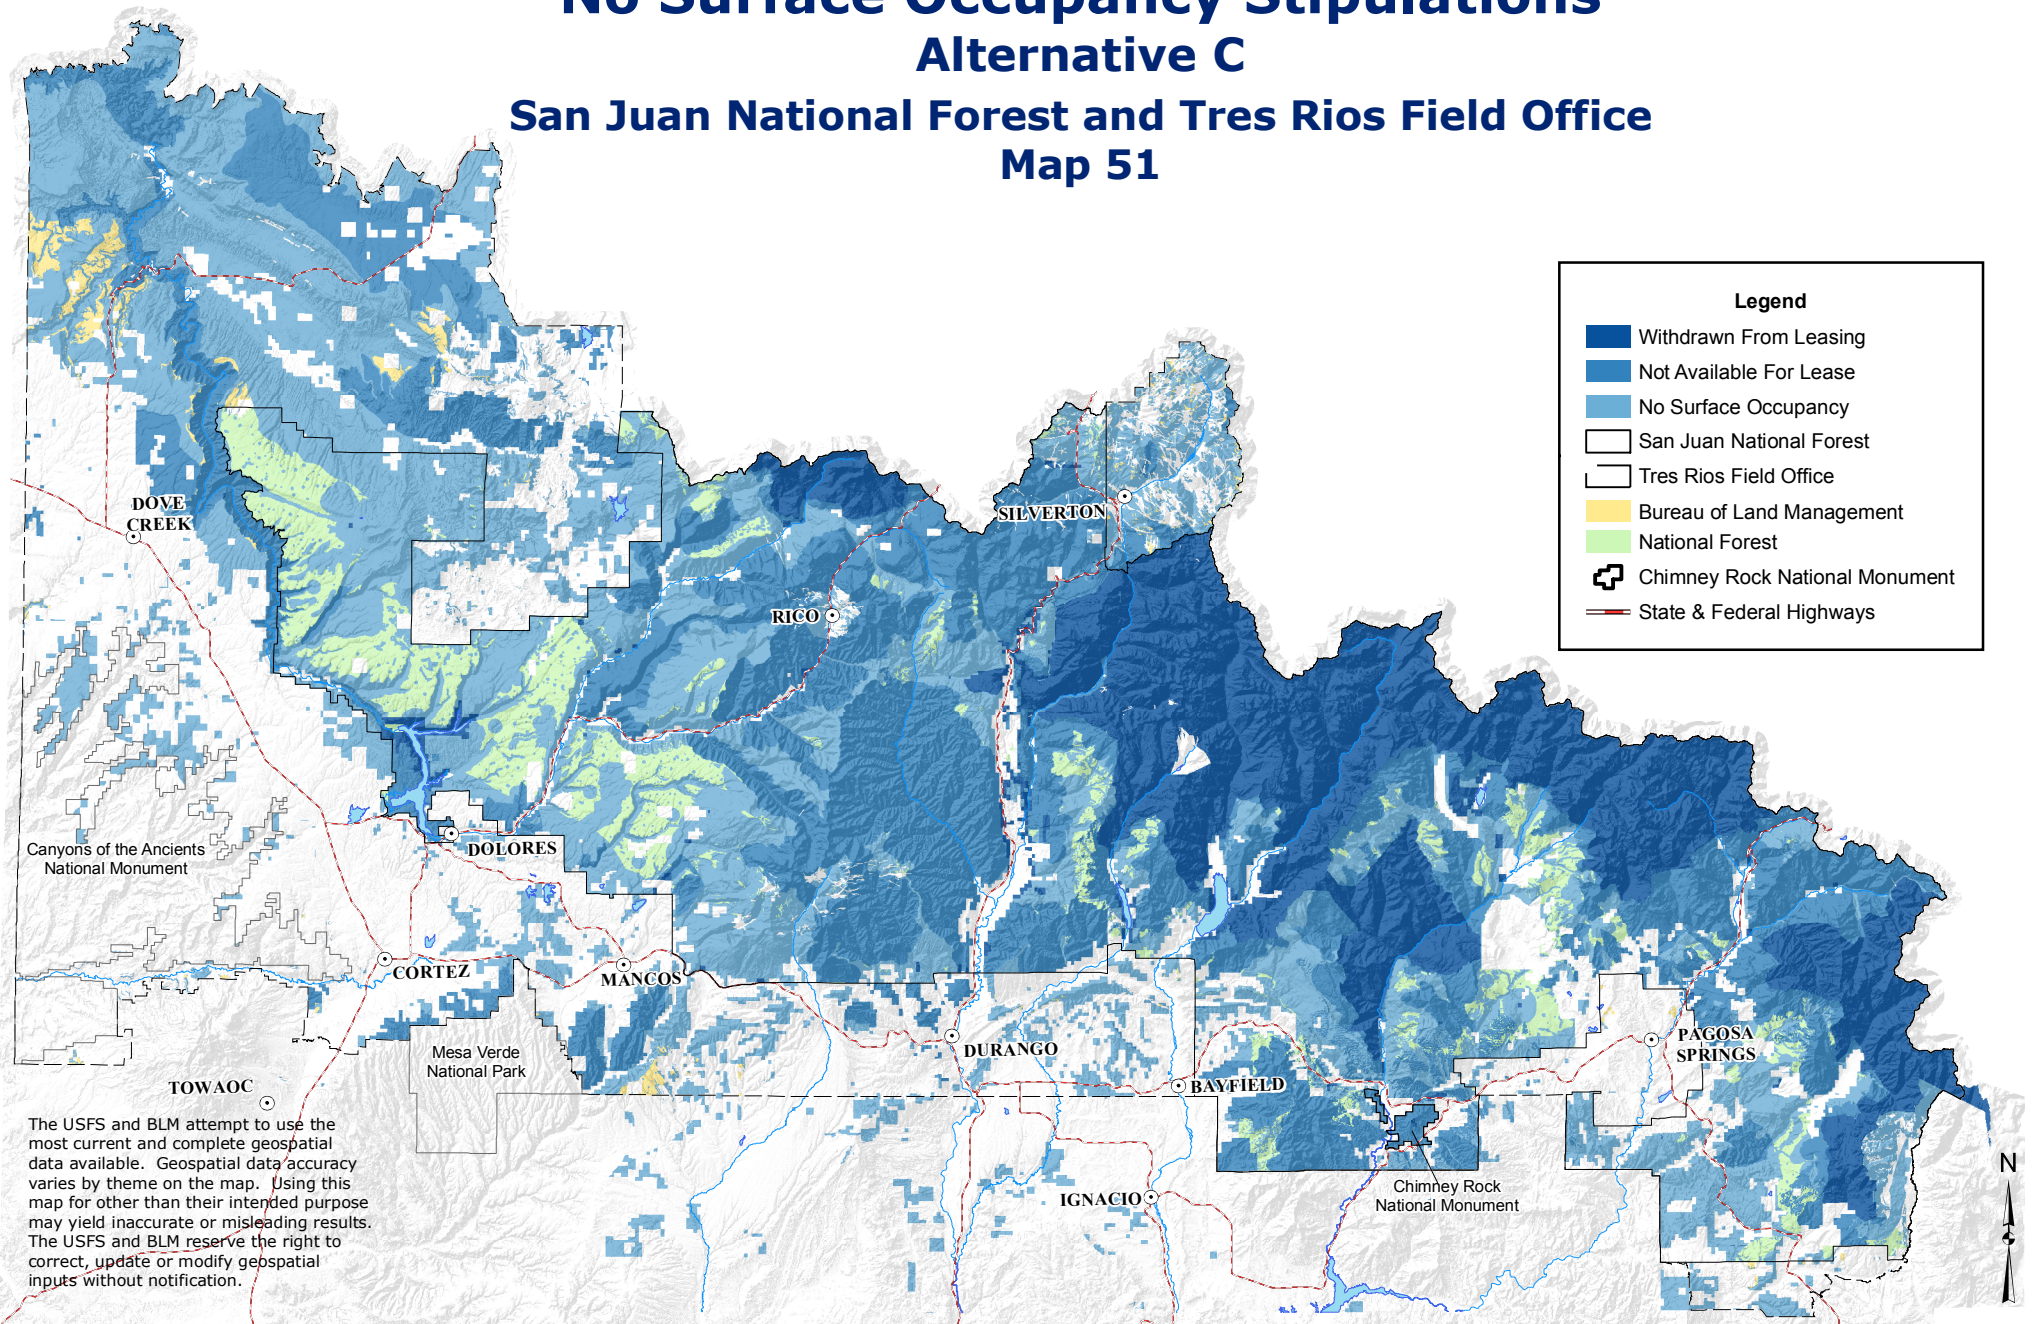 No Surface Occupancy Stipulations
Alternative C
San Juan National Forest and Tres Rios Field Office
Map 51
Legend
Withdrawn From Leasing
Not Available For Lease
No Surface Occupancy
San Juan National Forest
Tres Rios Field Office
Bureau of Land Management
National Forest
Chimney Rock National Monument
State & Federal Highways
DOVE
CREEK
SILVERTON
RICO
DOLORES
Canyons of the Ancients
National Monument
CORTEZ
MANCOS
Mesa Verde
National Park
DURANGO
PAGOSA
SPRINGS
BAYFIELD
TOWAOC
IGNACIO
Chimney Rock
National Monument
The USFS and BLM attempt to use the
most current and complete geospatial
data available.  Geospatial data accuracy
varies by theme on the map.  Using this
map for other than their intended purpose
may yield inaccurate or misleading results.
The USFS and BLM reserve the right to
correct, update or modify geospatial
inputs without notification.
N